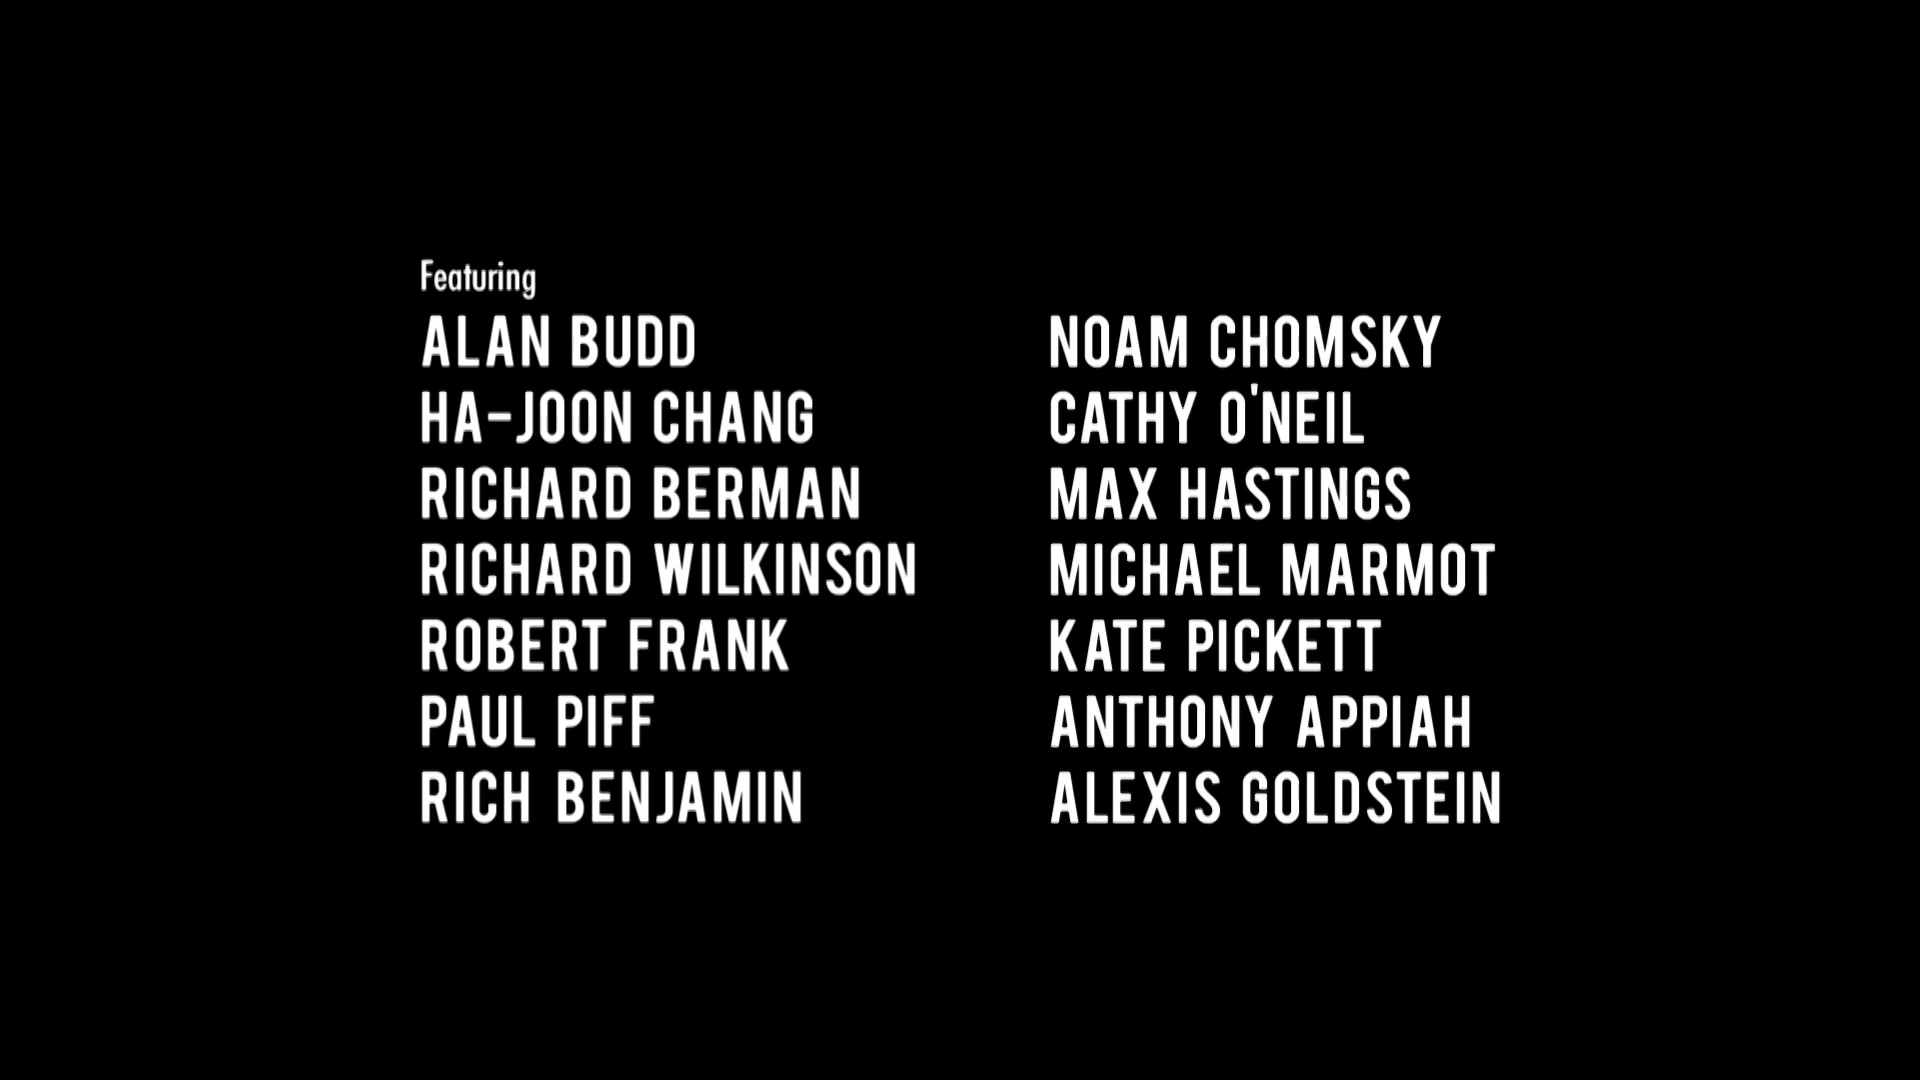 Featuring
ALAN BUDD
HA-JOON CHANG
RICHARD BERMAN
RICHARD WILKINSON
ROBERT FRANK
PAUL PIFF
RICH BENJAMIN
NOAM CHOMSKY
CATHY O'NEIL
MAX HASTINGS
MICHAEL MARMOT
KATE PICKETT
ANTHONY APPIAH
ALEXIS GOLDSTEIN